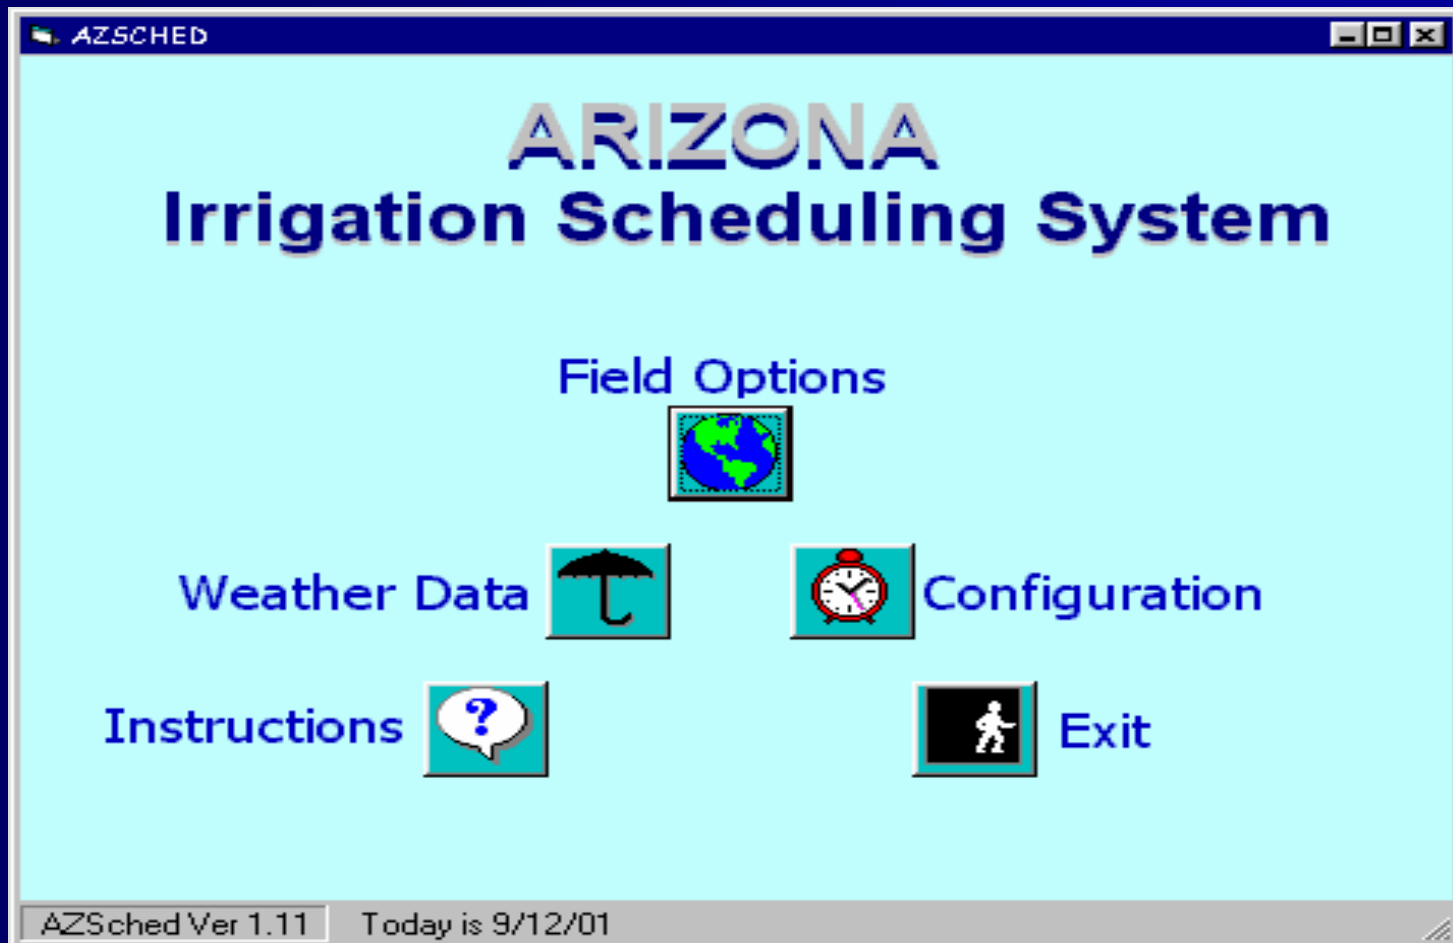 AZSCHED
ARIZONA
Irrigation Scheduling System
Field Options
Weather Data
Configuration
?
Instructions
Exit
AZSched Ver 1.11
Today is 9/12/01